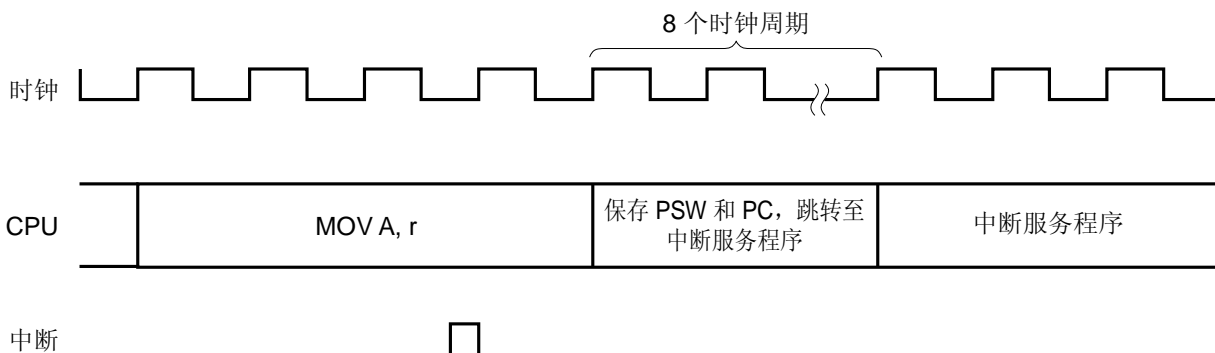 8 个时钟周期
时钟
CPU
MOV A, r
保存 PSW 和 PC，跳转至
中断服务程序
中断服务程序
中断